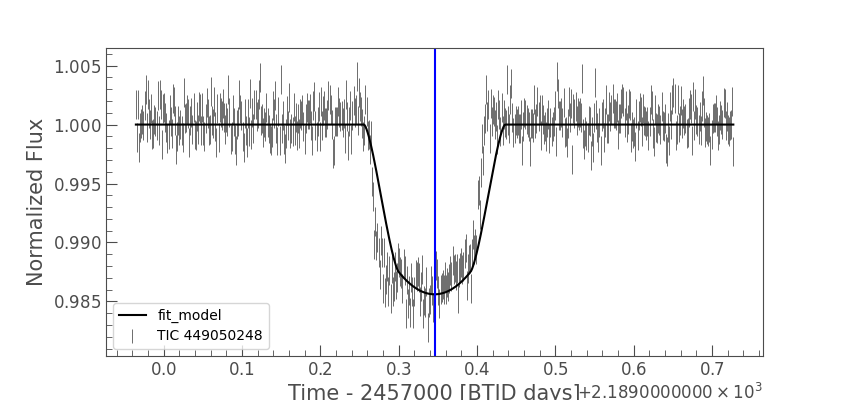 1.005
1.000
0.995
0.990
0.985
Normalized Flux
fit_model
TIC 449050248
0.0 0.1 0.2 0.3 0.4 0.5 0.6 0.7
Time - 2457000 [BTJD days]
+2.1890000000 × 10³